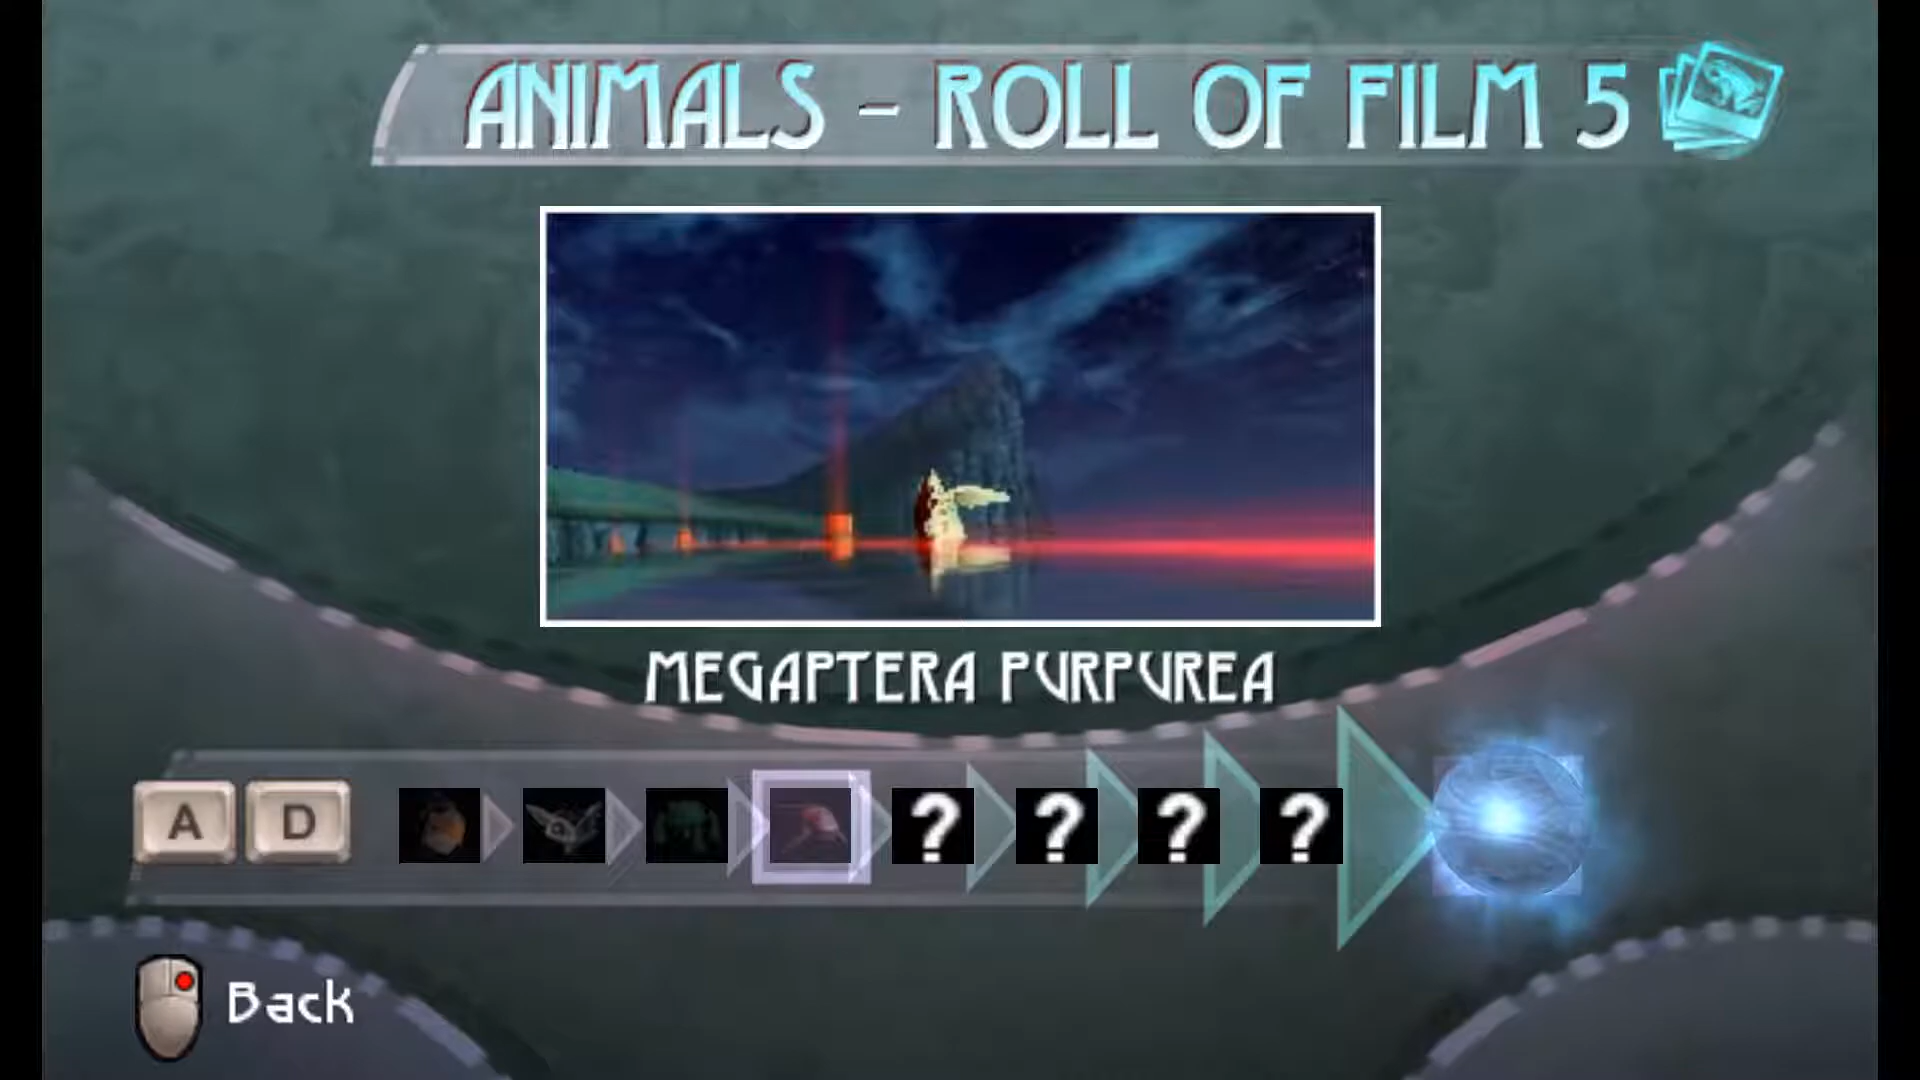 ANIMALS - ROLL OF FILM 5
MEGAPTERA PURPUREA
A D ? ? ? ?
Back